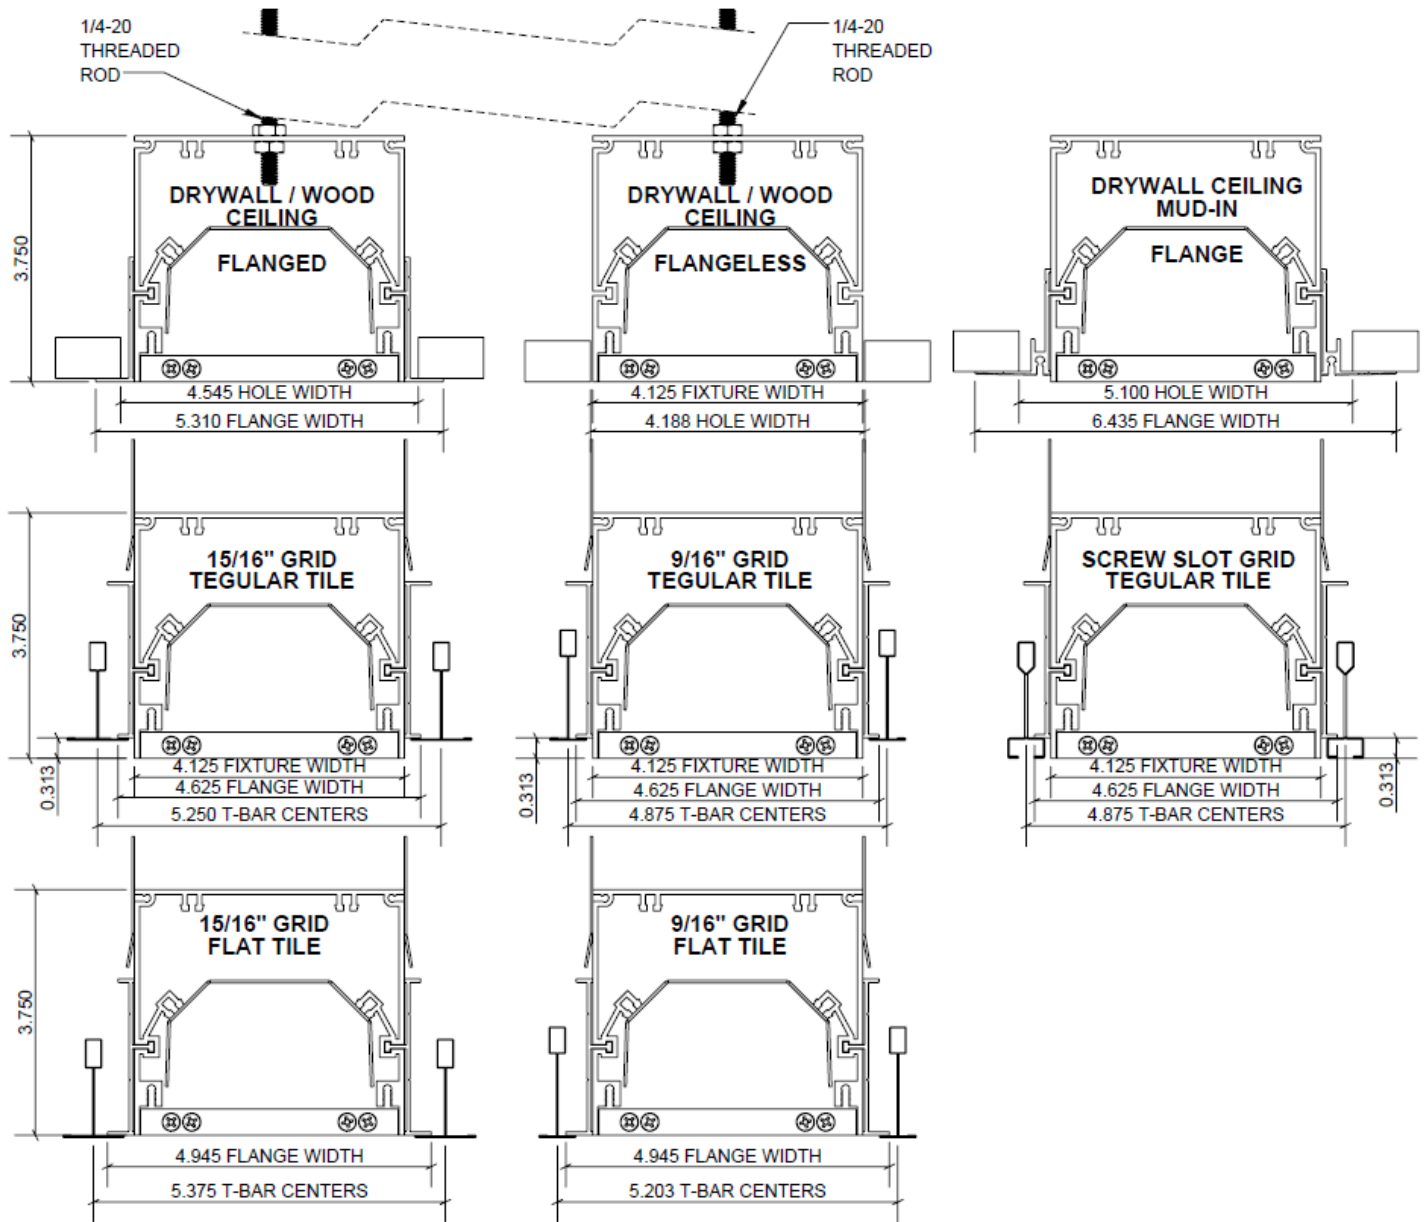 1/4-20
THREADED
ROD
1/4-20
THREADED
ROD
3.750
DRYWALL / WOOD
CEILING
FLANGED
4.545 HOLE WIDTH
5.310 FLANGE WIDTH
DRYWALL / WOOD
CEILING
FLANGELESS
4.125 FIXTURE WIDTH
4.188 HOLE WIDTH
DRYWALL CEILING
MUD-IN
FLANGE
5.100 HOLE WIDTH
6.435 FLANGE WIDTH
3.750
15/16" GRID
TEGULAR TILE
0.313
4.125 FIXTURE WIDTH
4.625 FLANGE WIDTH
5.250 T-BAR CENTERS
9/16" GRID
TEGULAR TILE
0.313
4.125 FIXTURE WIDTH
4.625 FLANGE WIDTH
4.875 T-BAR CENTERS
SCREW SLOT GRID
TEGULAR TILE
4.125 FIXTURE WIDTH
4.625 FLANGE WIDTH
4.875 T-BAR CENTERS
0.313
3.750
15/16" GRID
FLAT TILE
4.945 FLANGE WIDTH
5.375 T-BAR CENTERS
9/16" GRID
FLAT TILE
4.945 FLANGE WIDTH
5.203 T-BAR CENTERS